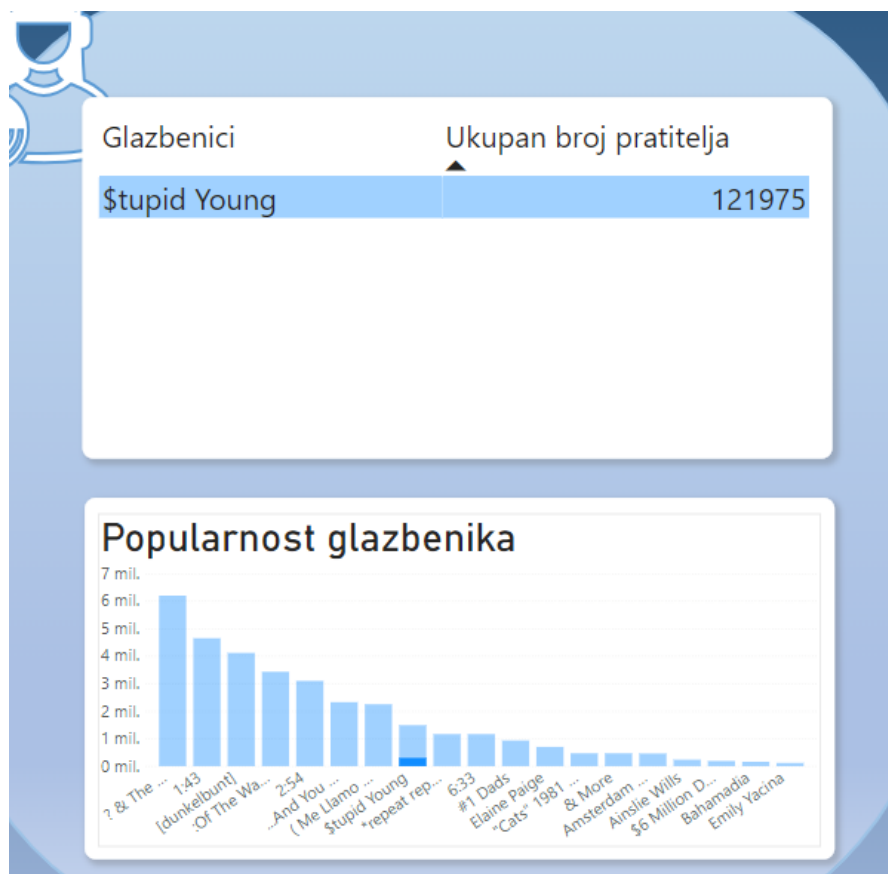 Glazbenici Ukupan broj pratitelja
$tupid Young 121975
Popularnost glazbenika
7 mil.
6 mil.
5 mil.
4 mil.
3 mil.
2 mil.
1 mil.
0 mil.
? & The ...
1:43
[dunkelbunt]
:Of The Wa...
2:54
...And You ...
( Me Llamo ...
$tupid Young
*repeat rep...
6:33
#1 Dads
Elaine Paige
"Cats" 1981 ...
& More
Amsterdam ...
Ainslie Wills
$6 Million D...
Bahamadia
Emily Yacina